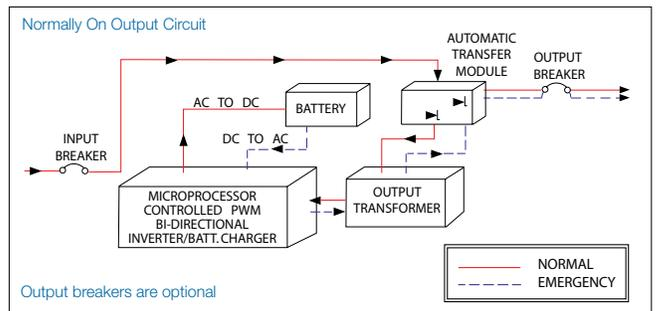 Normally On Output Circuit
AUTOMATIC
TRANSFER
MODULE
OUTPUT
BREAKER
AC TO DC
BATTERY
INPUT
BREAKER
DC TO AC
MICROPROCESSOR
CONTROLLED PWM
BI-DIRECTIONAL
INVERTER/BATT.CHARGER
OUTPUT
TRANSFORMER
NORMAL
EMERGENCY
Output breakers are optional